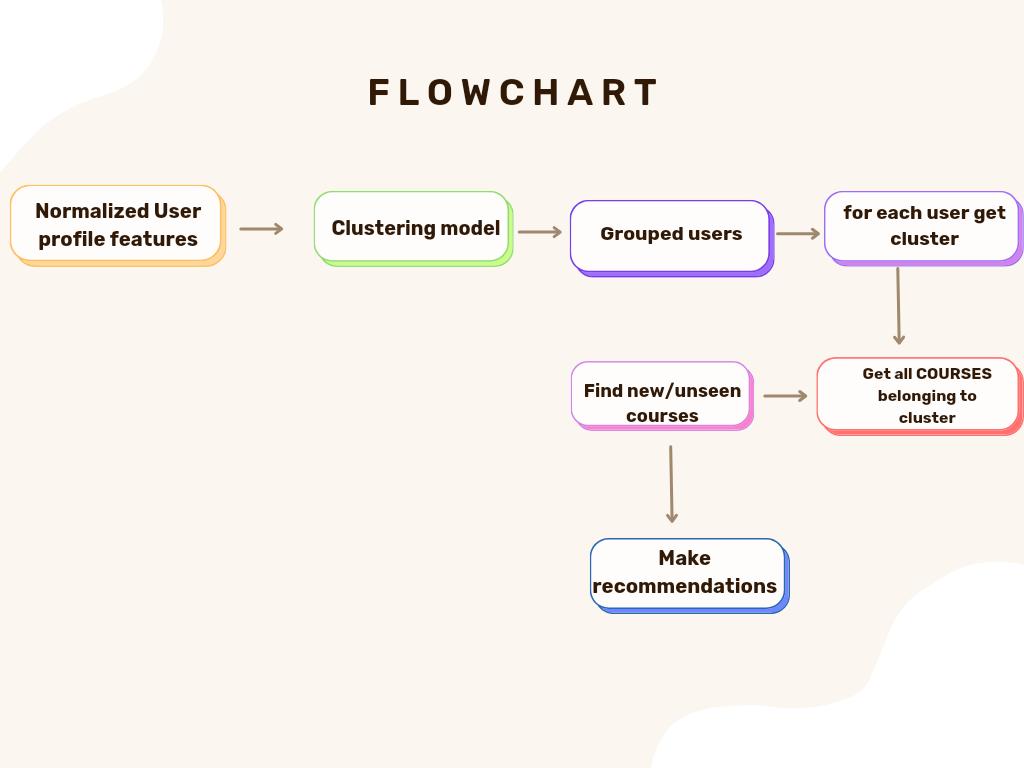 FLOWCHART
Normalized User
profile features
Clustering model
Grouped users
for each user get
cluster
Find new/unseen
courses
Get all COURSES
belonging to
cluster
Make
recommendations